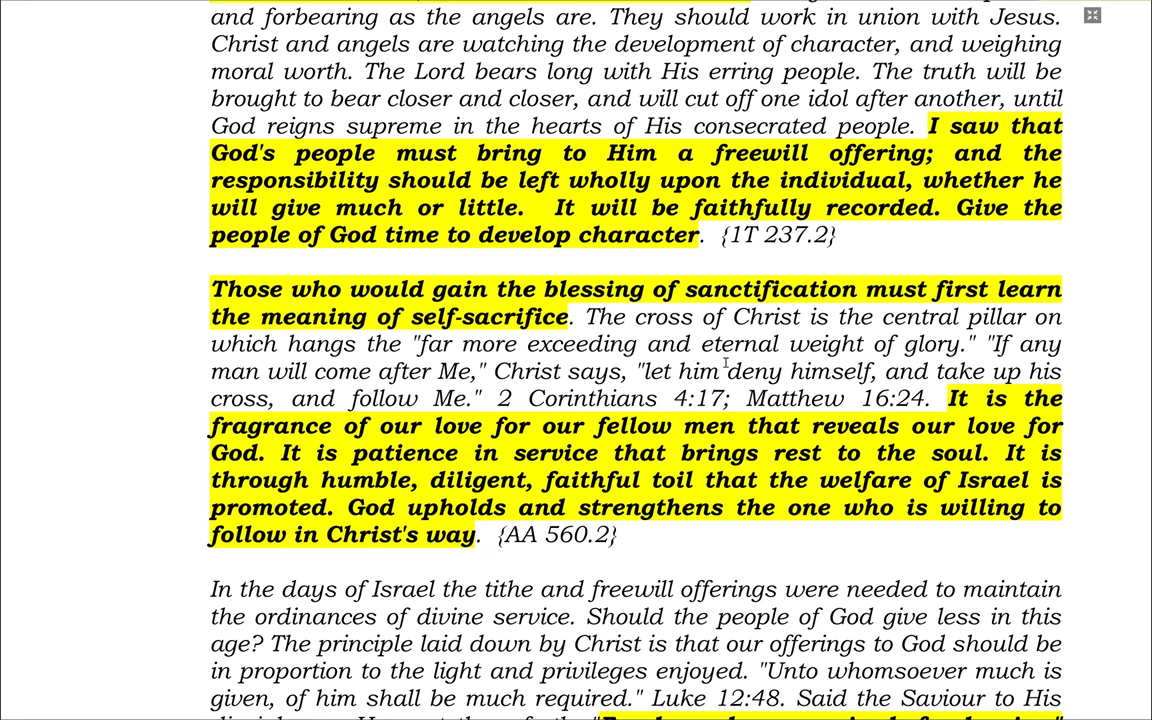 and forbearing as the angels are. They should work in union with Jesus.
Christ and angels are watching the development of character, and weighing
moral worth. The Lord bears long with His erring people. The truth will be
brought to bear closer and closer, and will cut off one idol after another, until
God reigns supreme in the hearts of His consecrated people. I saw that
God's people must bring to Him a freewill offering; and the
responsibility should be left wholly upon the individual, whether he
will give much or little. It will be faithfully recorded. Give the
people of God time to develop character. {1T 237.2}
Those who would gain the blessing of sanctification must first learn
the meaning of self-sacrifice. The cross of Christ is the central pillar on
which hangs the "far more exceeding and eternal weight of glory." "If any
man will come after Me," Christ says, "let him deny himself, and take up his
cross, and follow Me." 2 Corinthians 4:17; Matthew 16:24. It is the
fragrance of our love for our fellow men that reveals our love for
God. It is patience in service that brings rest to the soul. It is
through humble, diligent, faithful toil that the welfare of Israel is
promoted. God upholds and strengthens the one who is willing to
follow in Christ's way. {AA 560.2}
In the days of Israel the tithe and freewill offerings were needed to maintain
the ordinances of divine service. Should the people of God give less in this
age? The principle laid down by Christ is that our offerings to God should be
in proportion to the light and privileges enjoyed. "Unto whomsoever much is
given, of him shall be much required." Luke 12:48. Said the Saviour to His